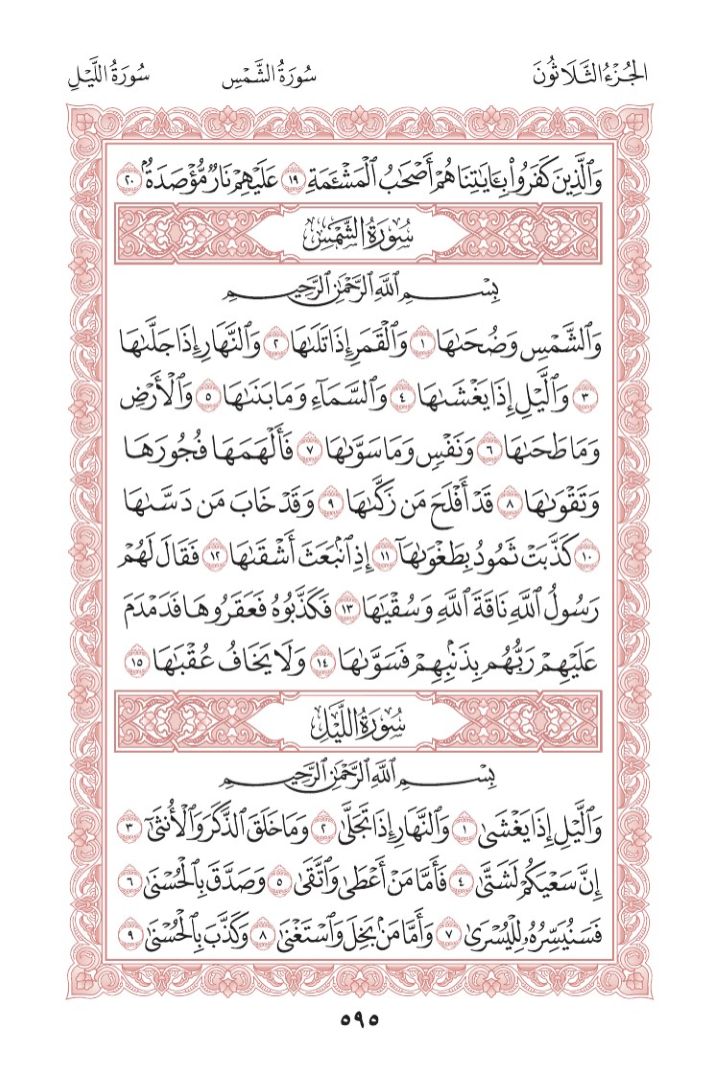 الجُزْءُ الثَّلَاثُونَ سُورَةُ الشَّمْسِ سُورَةُ اللَّيْلِ
وَٱلَّذِينَ كَفَرُوا۟ بِـَٔايَٰتِنَا هُمْ أَصْحَٰبُ ٱلْمَشْـَٔمَةِ ١٩ عَلَيْهِمْ نَارٌ مُّؤْصَدَةٌۢ ٢٠
سُورَةُ الشَّمْسِ
بِسْمِ ٱللَّهِ ٱلرَّحْمَٰنِ ٱلرَّحِيمِ
وَٱلشَّمْسِ وَضُحَىٰهَا ١ وَٱلْقَمَرِ إِذَا تَلَىٰهَا ٢ وَٱلنَّهَارِ إِذَا جَلَّىٰهَا
٣ وَٱلَّيْلِ إِذَا يَغْشَىٰهَا ٤ وَٱلسَّمَآءِ وَمَا بَنَىٰهَا ٥ وَٱلْأَرْضِ
وَمَا طَحَىٰهَا ٦ وَنَفْسٍ وَمَا سَوَّىٰهَا ٧ فَأَلْهَمَهَا فُجُورَهَا
وَتَقْوَىٰهَا ٨ قَدْ أَفْلَحَ مَن زَكَّىٰهَا ٩ وَقَدْ خَابَ مَن دَسَّىٰهَا
١٠ كَذَّبَتْ ثَمُودُ بِطَغْوَىٰهَآ ١١ إِذِ ٱنۢبَعَثَ أَشْقَىٰهَا ١٢ فَقَالَ لَهُمْ
رَسُولُ ٱللَّهِ نَاقَةَ ٱللَّهِ وَسُقْيَٰهَا ١٣ فَكَذَّبُوهُ فَعَقَرُوهَا فَدَمْدَمَ
عَلَيْهِمْ رَبُّهُم بِذَنۢبِهِمْ فَسَوَّىٰهَا ١٤ وَلَا يَخَافُ عُقْبَٰهَا ١٥
سُورَةُ اللَّيْلِ
بِسْمِ ٱللَّهِ ٱلرَّحْمَٰنِ ٱلرَّحِيمِ
وَٱلَّيْلِ إِذَا يَغْشَىٰ ١ وَٱلنَّهَارِ إِذَا تَجَلَّىٰ ٢ وَمَا خَلَقَ ٱلذَّكَرَ وَٱلْأُنثَىٰٓ ٣
إِنَّ سَعْيَكُمْ لَشَتَّىٰ ٤ فَأَمَّا مَنْ أَعْطَىٰ وَٱتَّقَىٰ ٥ وَصَدَّقَ بِٱلْحُسْنَىٰ ٦
فَسَنُيَسِّرُهُۥ لِلْيُسْرَىٰ ٧ وَأَمَّا مَنۢ بَخِلَ وَٱسْتَغْنَىٰ ٨ وَكَذَّبَ بِٱلْحُسْنَىٰ ٩
٥٩٥